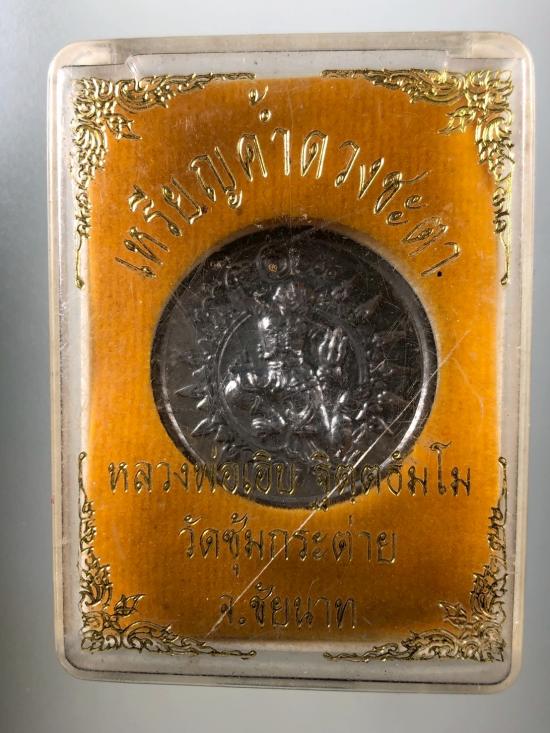 เหรียญค้ำดวงชะตา
หลวงพ่อเอิบ ฐิตตธัมโม
วัดซุ้มกระต่าย
จ.ชัยนาท